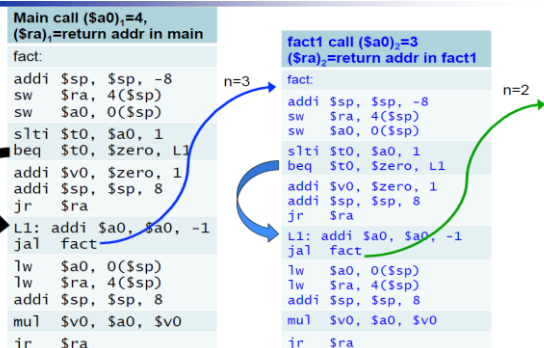 Main call ($a0)1=4,
($ra)1=return addr in main
fact:
addi $sp, $sp, -8
sw $ra, 4($sp)
sw $a0, 0($sp)
slti $t0, $a0, 1
beq $t0, $zero, L1
addi $v0, $zero, 1
addi $sp, $sp, 8
jr $ra
L1: addi $a0, $a0, -1
jal fact
lw $a0, 0($sp)
lw $ra, 4($sp)
addi $sp, $sp, 8
mul $v0, $a0, $v0
jr $ra
n=3
fact1 call ($a0)2=3
($ra)2=return addr in fact1
fact:
addi $sp, $sp, -8
sw $ra, 4($sp)
sw $a0, 0($sp)
slti $t0, $a0, 1
beq $t0, $zero, L1
addi $v0, $zero, 1
addi $sp, $sp, 8
jr $ra
L1: addi $a0, $a0, -1
jal fact
lw $a0, 0($sp)
lw $ra, 4($sp)
addi $sp, $sp, 8
mul $v0, $a0, $v0
jr $ra
n=2